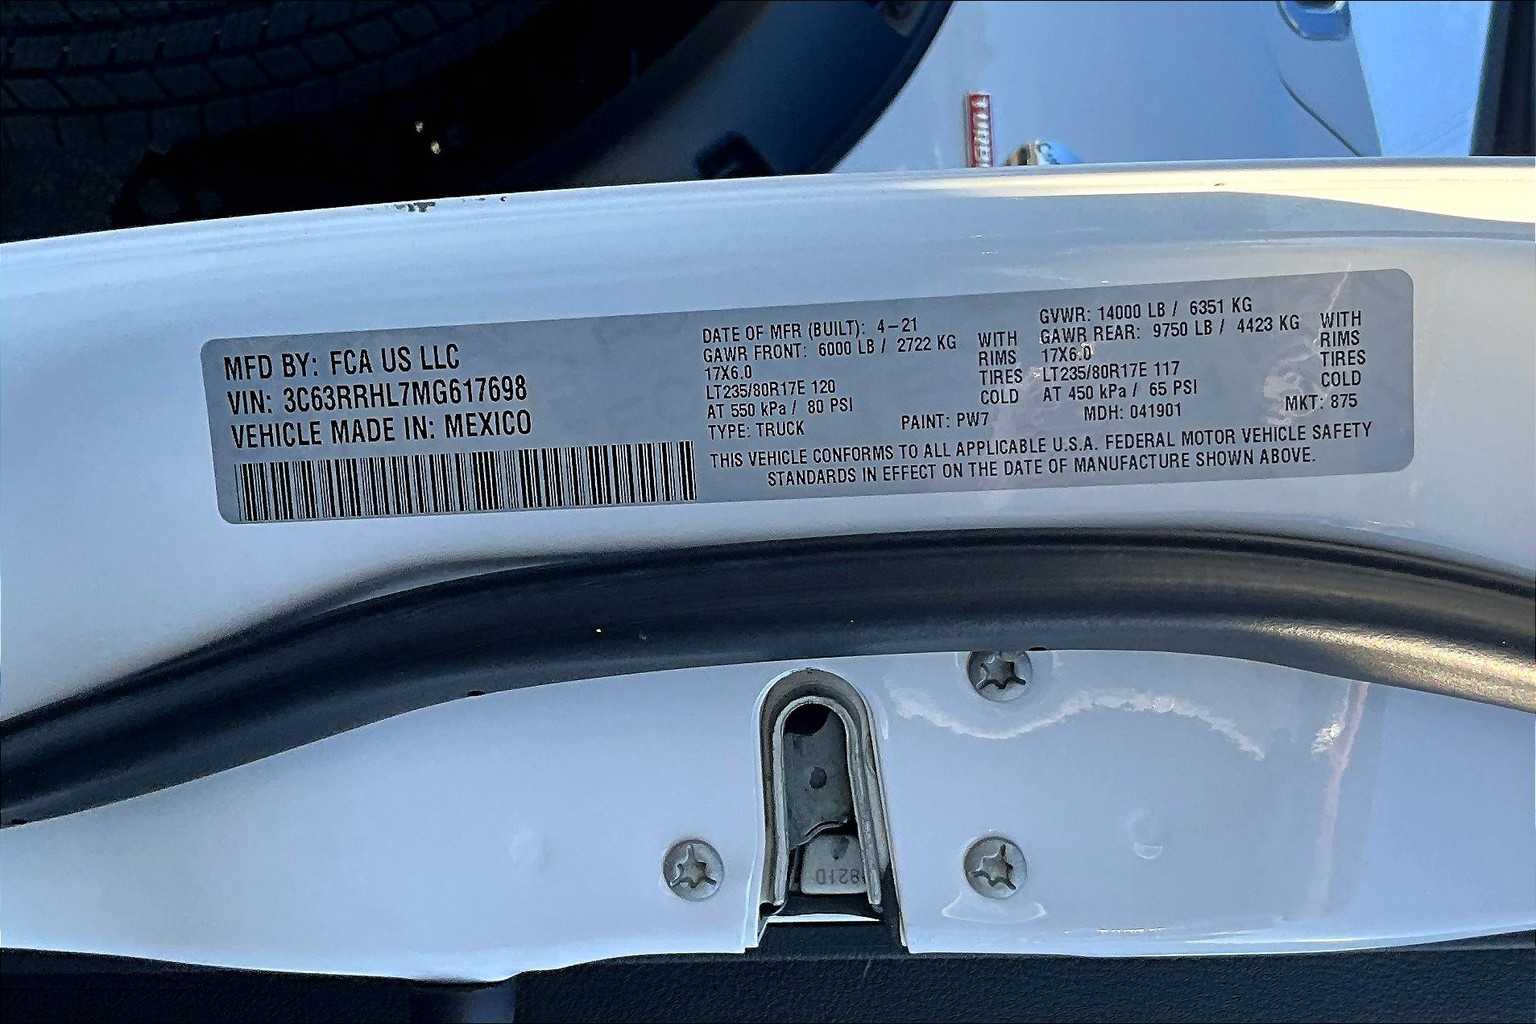 MFD BY: FCA US LLC
VIN: 3C63RRHL7MG617698
VEHICLE MADE IN: MEXICO
DATE OF MFR (BUILT): 4-21
GAWR FRONT: 6000 LB / 2722 KG WITH
17X6.0 RIMS
LT235/80R17E 120 TIRES
AT 550 kPa / 80 PSI COLD
TYPE: TRUCK PAINT: PW7
GVWR: 14000 LB / 6351 KG
GAWR REAR: 9750 LB / 4423 KG WITH
17X6.0 RIMS
LT235/80R17E 117 TIRES
AT 450 kPa / 65 PSI COLD
MDH: 041901 MKT: 875
THIS VEHICLE CONFORMS TO ALL APPLICABLE U.S.A. FEDERAL MOTOR VEHICLE SAFETY
STANDARDS IN EFFECT ON THE DATE OF MANUFACTURE SHOWN ABOVE.